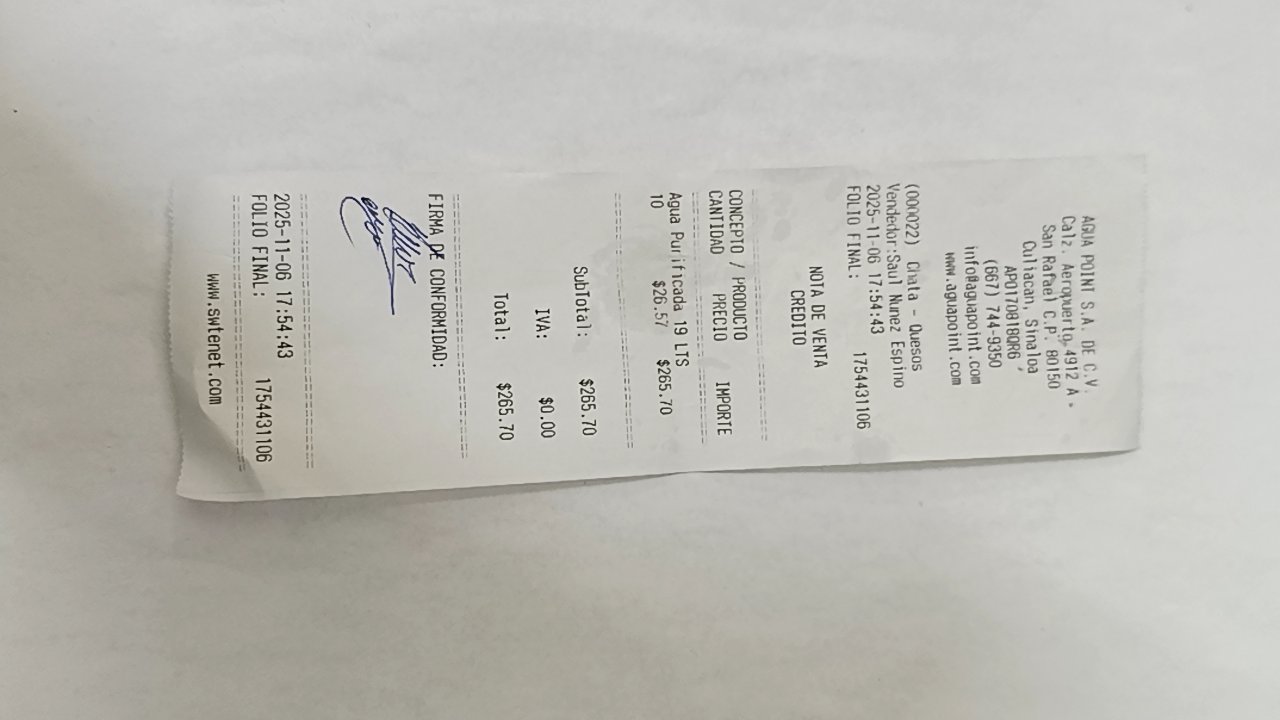 AGUA POINT S.A. DE C.V.
Calz. Aeropuerto, 4912 A -
San Rafael C.P. 80150
Culiacan, Sinaloa
APO170818QR6
(667) 744-9350
info@aguapoint.com
www.aguapoint.com
(000022) Chata - Quesos
Vendedor:Saul Nunez Espino
2025-11-06 17:54:43
FOLIO FINAL: 1754431106
NOTA DE VENTA
CREDITO
CONCEPTO / PRODUCTO
CANTIDAD PRECIO IMPORTE
Agua Purificada 19 LTS
10 $26.57 $265.70
SubTotal: $265.70
IVA: $0.00
Total: $265.70
FIRMA DE CONFORMIDAD:
2025-11-06 17:54:43
FOLIO FINAL: 1754431106
www.swtenet.com